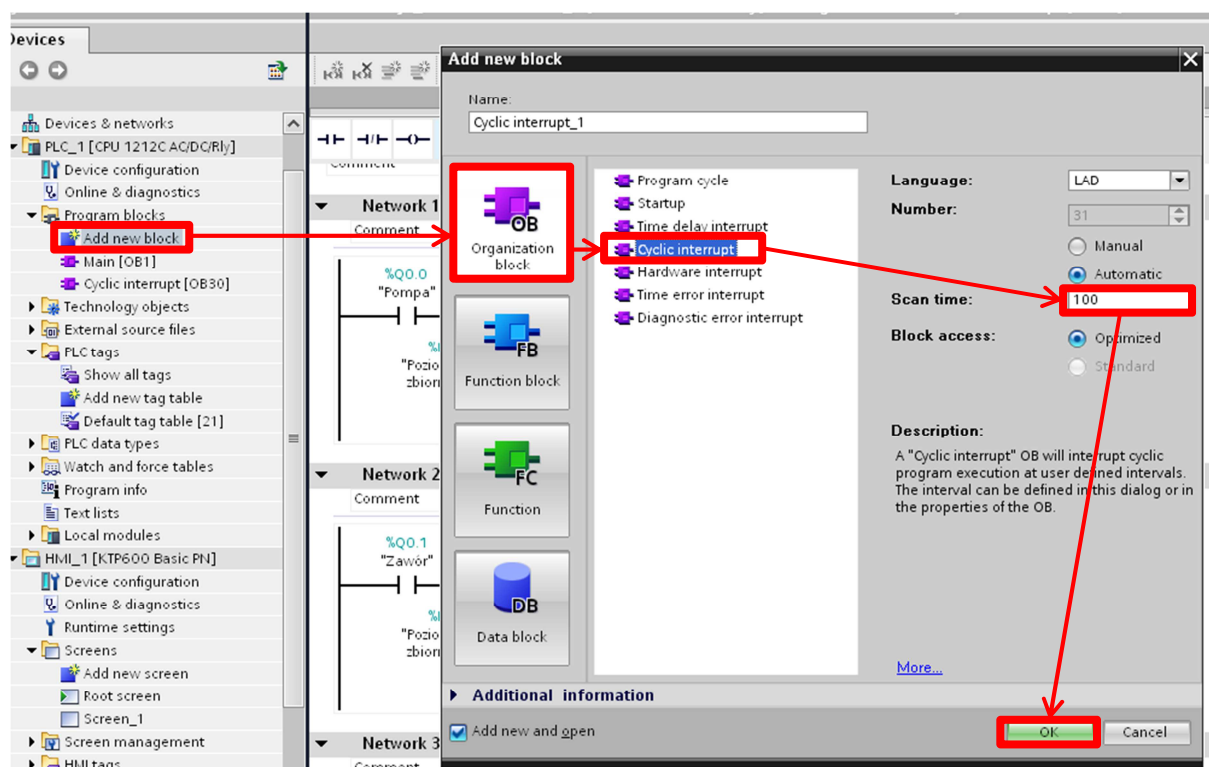 Devices
Devices & networks
PLC_1 [CPU 1212C AC/DC/Rly]
Device configuration
Online & diagnostics
Program blocks
Add new block
Main [OB1]
Cyclic interrupt [OB30]
Technology objects
External source files
PLC tags
Show all tags
Add new tag table
Default tag table [21]
PLC data types
Watch and force tables
Program info
Text lists
Local modules
HMI_1 [KTP600 Basic PN]
Device configuration
Online & diagnostics
Runtime settings
Screens
Add new screen
Root screen
Screen_1
Screen management
HMI tags
Comment
Network 1
Comment
%Q0.0
"Pompa"
"Pozio
zbior
Network 2
Comment
%Q0.1
"Zawór"
"Pozio
zbior
Network 3
Comment
Add new block
Name:
Cyclic interrupt_1
OB
Organization
block
FB
Function block
FC
Function
DB
Data block
Program cycle
Startup
Time delay interrupt
Cyclic interrupt
Hardware interrupt
Time error interrupt
Diagnostic error interrupt
Language: LAD
Number: 31
Manual
Automatic
Scan time: 100
Block access: Optimized
Standard
Description:
A "Cyclic interrupt" OB will interrupt cyclic
program execution at user defined intervals.
The interval can be defined in this dialog or in
the properties of the OB.
More...
Additional information
Add new and open
OK Cancel